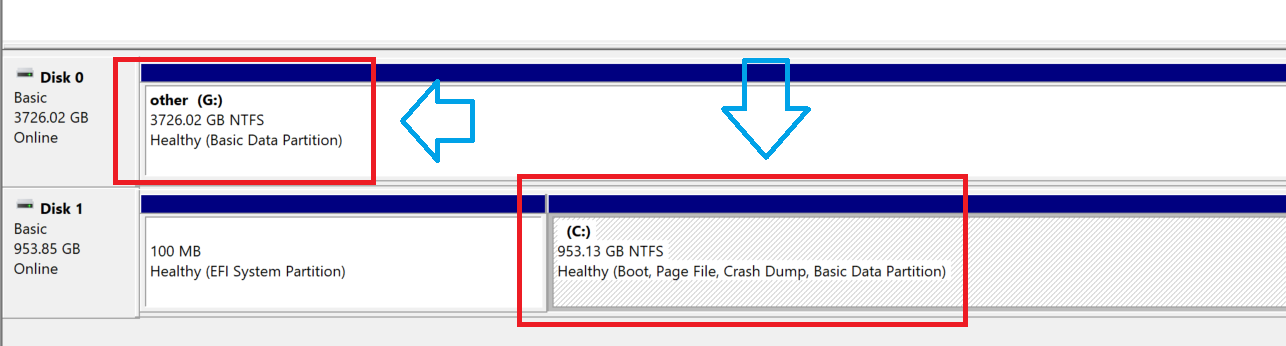 Disk 0
Basic
3726.02 GB
Online
other (G:)
3726.02 GB NTFS
Healthy (Basic Data Partition)
Disk 1
Basic
953.85 GB
Online
100 MB
Healthy (EFI System Partition)
(C:)
953.13 GB NTFS
Healthy (Boot, Page File, Crash Dump, Basic Data Partition)